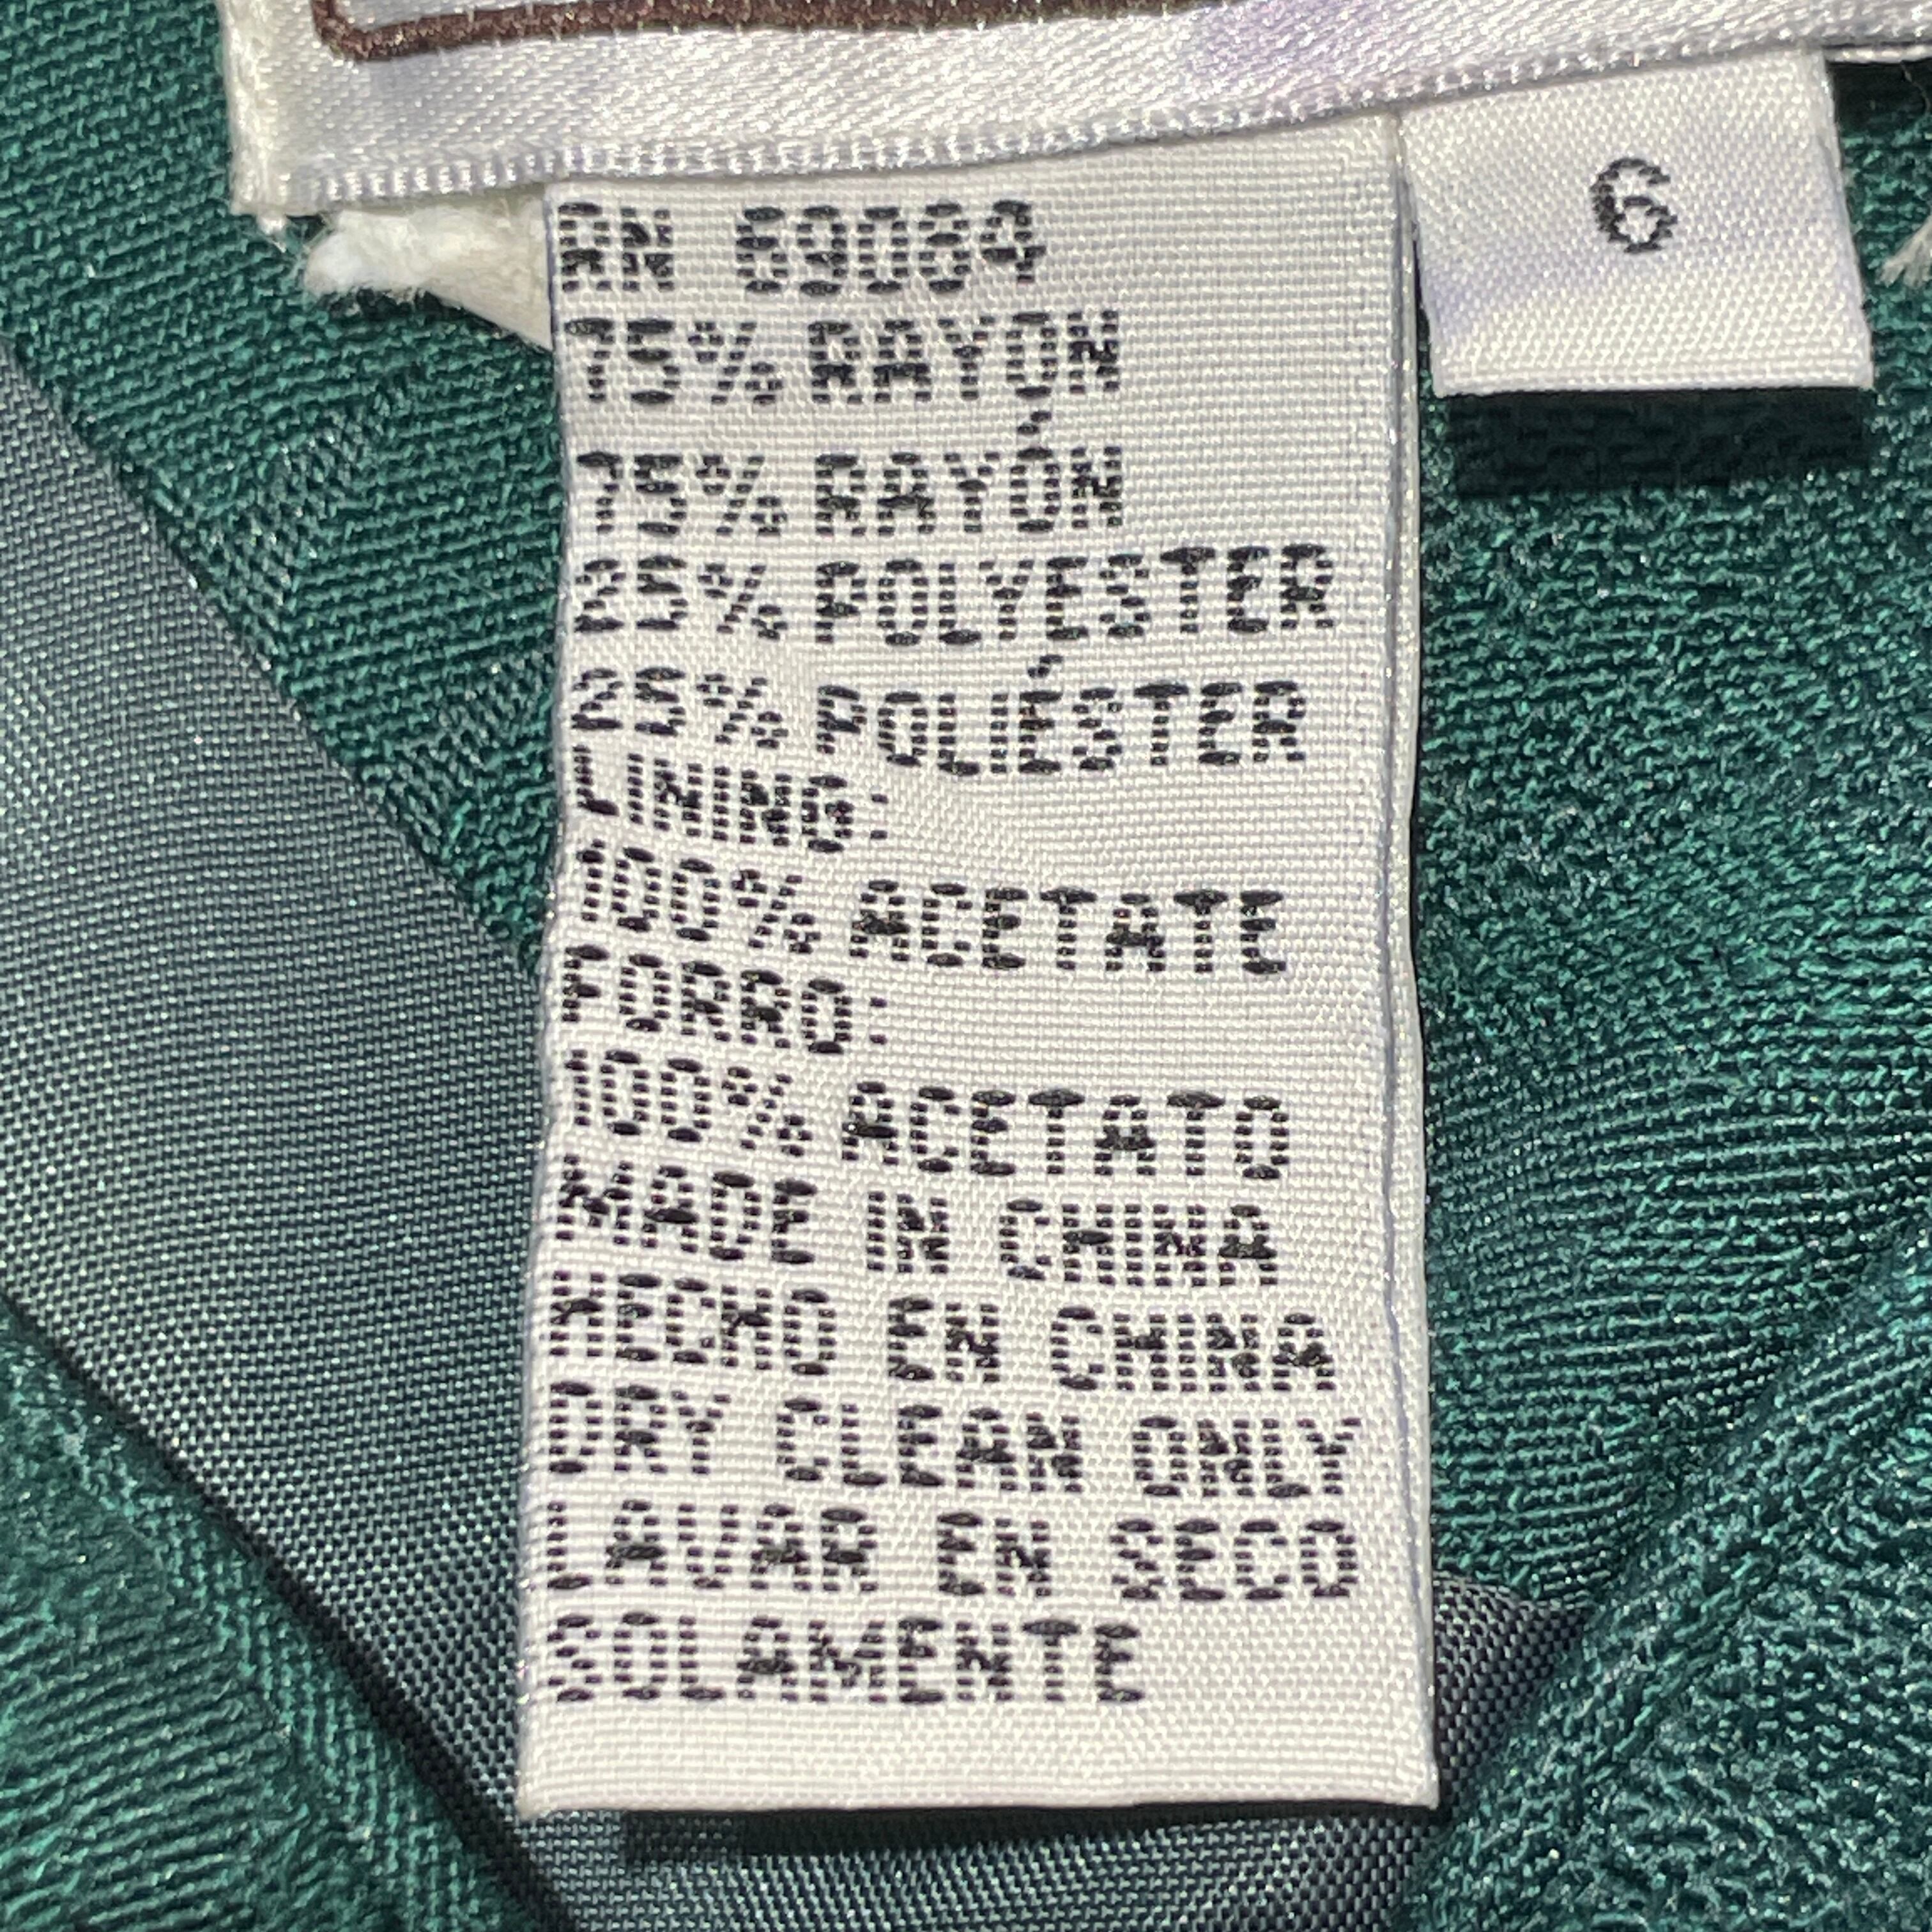 RN 69084
75% RAYON
75% RAYÓN
25% POLYESTER
25% POLIÉSTER
LINING:
100% ACETATE
FORRO:
100% ACETATO
MADE IN CHINA
HECHO EN CHINA
DRY CLEAN ONLY
LAVAR EN SECO
SOLAMENTE
6